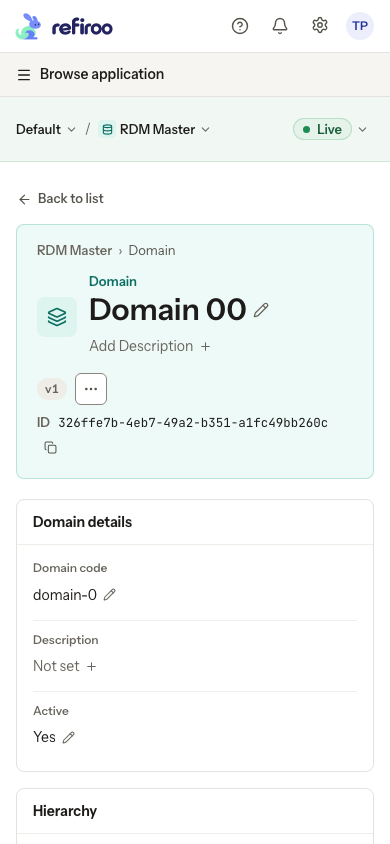 refiroo
TP
Browse application
Default / RDM Master Live
Back to list
RDM Master › Domain
Domain
Domain 00
Add Description +
v1 ...
ID 326ffe7b-4eb7-49a2-b351-a1fc49bb260c
Domain details
Domain code
domain-0
Description
Not set +
Active
Yes
Hierarchy